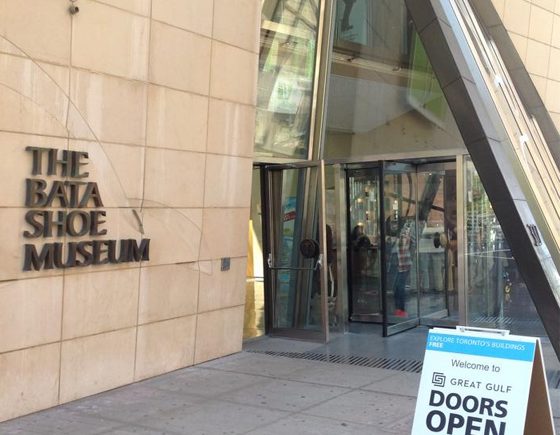 THE
BATA
SHOE
MUSEUM
EXPLORE TORONTO'S BUILDINGS
FREE
Welcome to
GREAT GULF
DOORS
OPEN